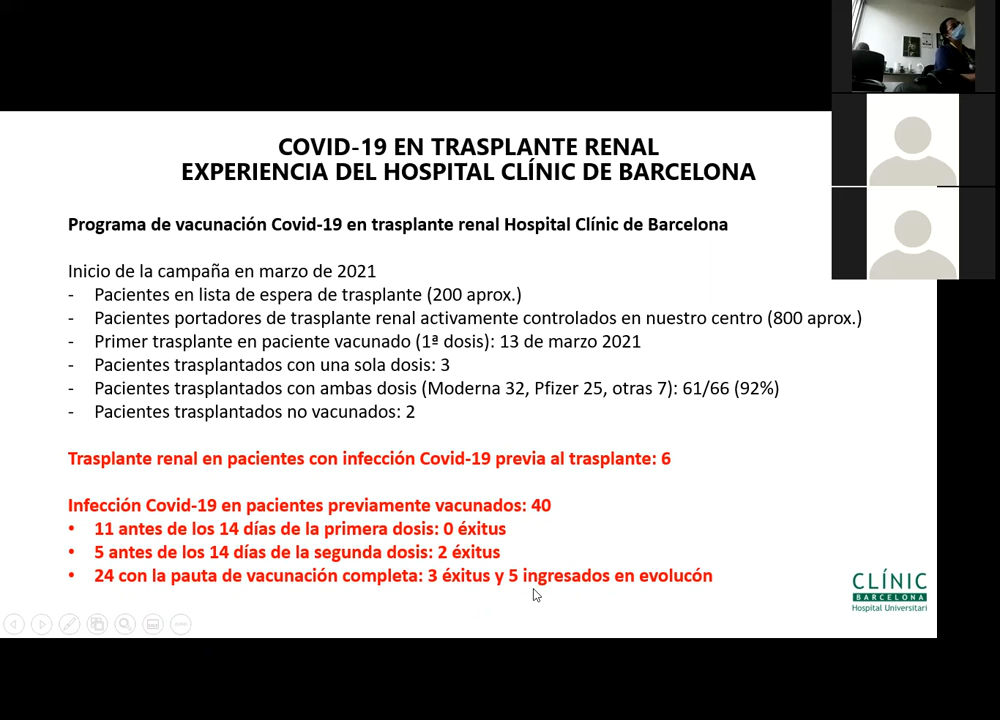 COVID-19 EN TRASPLANTE RENAL
EXPERIENCIA DEL HOSPITAL CLÍNIC DE BARCELONA
Programa de vacunación Covid-19 en trasplante renal Hospital Clínic de Barcelona
Inicio de la campaña en marzo de 2021
- Pacientes en lista de espera de trasplante (200 aprox.)
- Pacientes portadores de trasplante renal activamente controlados en nuestro centro (800 aprox.)
- Primer trasplante en paciente vacunado (1ª dosis): 13 de marzo 2021
- Pacientes trasplantados con una sola dosis: 3
- Pacientes trasplantados con ambas dosis (Moderna 32, Pfizer 25, otras 7): 61/66 (92%)
- Pacientes trasplantados no vacunados: 2
Trasplante renal en pacientes con infección Covid-19 previa al trasplante: 6
Infección Covid-19 en pacientes previamente vacunados: 40
• 11 antes de los 14 días de la primera dosis: 0 éxitus
• 5 antes de los 14 días de la segunda dosis: 2 éxitus
• 24 con la pauta de vacunación completa: 3 éxitus y 5 ingresados en evolucón
CLÍNIC
BARCELONA
Hospital Universitari